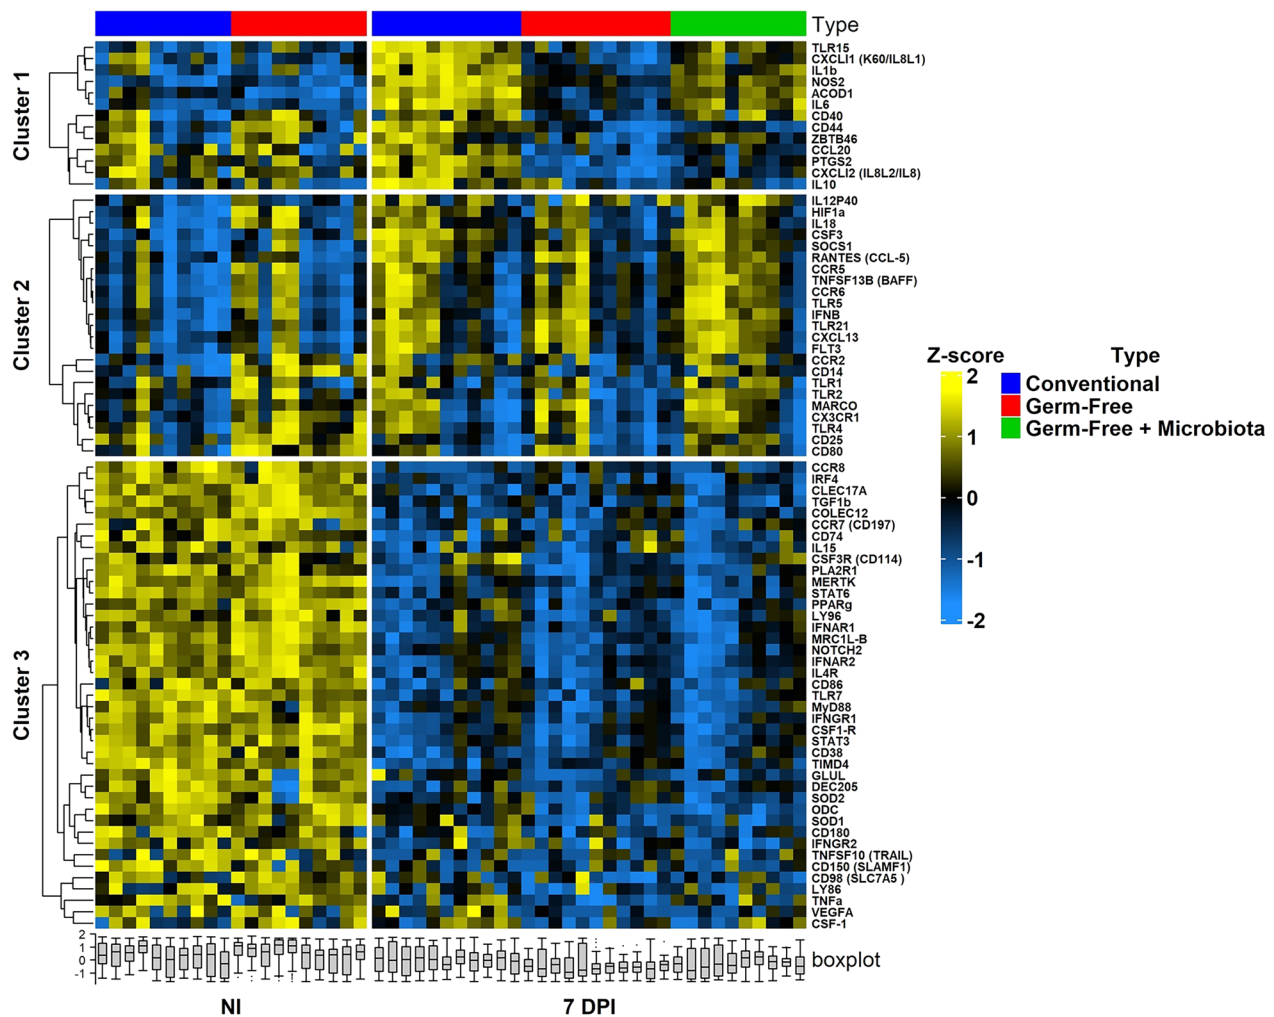 Type
Cluster 1
TLR15
CXCLI1 (K60/IL8L1)
IL1b
NOS2
ACOD1
IL6
CD40
CD44
ZBTB46
CCL20
PTGS2
CXCLI2 (IL8L2/IL8)
IL10
Cluster 2
IL12P40
HIF1a
IL18
CSF3
SOCS1
RANTES (CCL-5)
CCR5
TNFSF13B (BAFF)
CCR6
TLR5
IFNB
TLR21
CXCL13
FLT3
CCR2
CD14
TLR1
TLR2
MARCO
CX3CR1
TLR4
CD25
CD80
Cluster 3
CCR8
IRF4
CLEC17A
TGF1b
COLEC12
CCR7 (CD197)
CD74
IL15
CSF3R (CD114)
PLA2R1
MERTK
STAT6
PPARg
LY96
IFNAR1
MRC1L-B
NOTCH2
IFNAR2
IL4R
CD86
TLR7
MyD88
IFNGR1
CSF1-R
STAT3
CD38
TIMD4
GLUL
DEC205
SOD2
ODC
SOD1
CD180
IFNGR2
TNFSF10 (TRAIL)
CD150 (SLAMF1)
CD98 (SLC7A5 )
LY86
TNFa
VEGFA
CSF-1
2
1
0
-1
boxplot
NI
7 DPI
Z-score
2
1
0
-1
-2
Type
Conventional
Germ-Free
Germ-Free + Microbiota